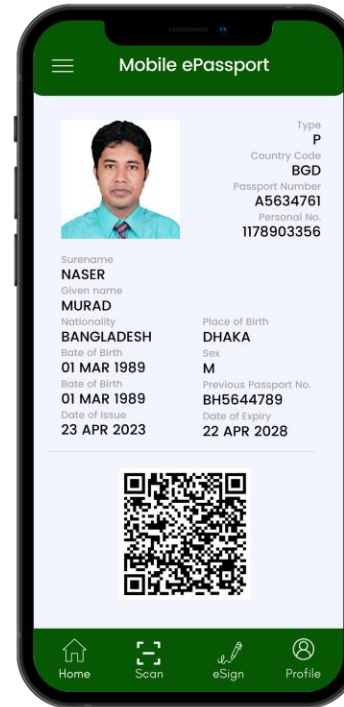 Mobile ePassport
Type
P
Country Code
BGD
Passport Number
A5634761
Personal No.
1178903356
Surename
NASER
Given name
MURAD
Nationality Place of Birth
BANGLADESH DHAKA
Bate of Birth Sex
01 MAR 1989 M
Bate of Birth Previous Passport No.
01 MAR 1989 BH5644789
Date of Issue Date of Expiry
23 APR 2023 22 APR 2028
Home Scan eSign Profile